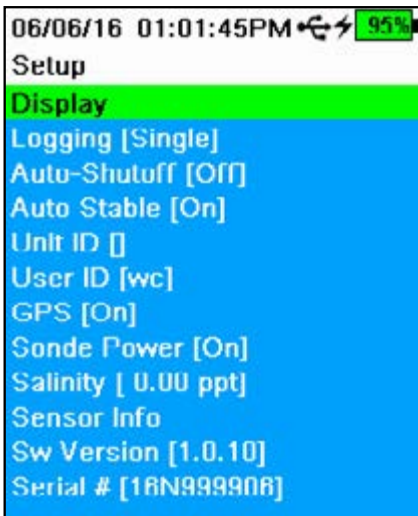 06/06/16 01:01:45PM 95%
Setup
Display
Logging [Single]
Auto-Shutoff [Off]
Auto Stable [On]
Unit ID []
User ID [wc]
GPS [On]
Sonde Power [On]
Salinity [ 0.00 ppt]
Sensor Info
Sw Version [1.0.10]
Serial # [16N999906]